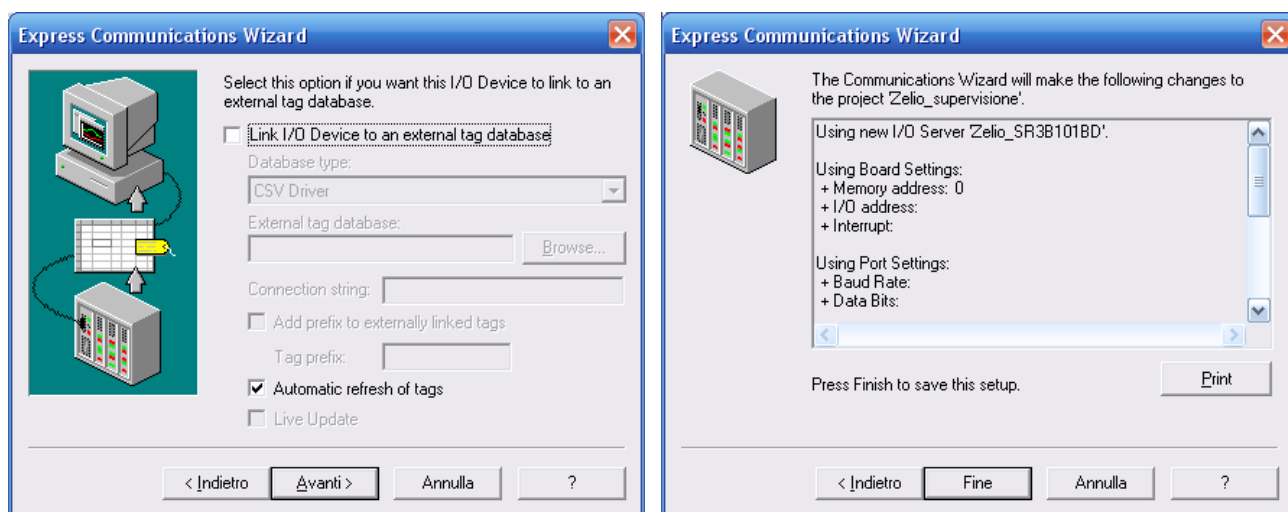 Express Communications Wizard
Select this option if you want this I/O Device to link to an
external tag database.
Link I/O Device to an external tag database
Database type:
CSV Driver
External tag database:
Browse...
Connection string:
Add prefix to externally linked tags
Tag prefix:
Automatic refresh of tags
Live Update
< Indietro
Avanti >
Annulla
?
Express Communications Wizard
The Communications Wizard will make the following changes to
the project 'Zelio_supervisione'.
Using new I/O Server 'Zelio_SR3B101BD'.
Using Board Settings:
+ Memory address: 0
+ I/O address:
+ Interrupt:
Using Port Settings:
+ Baud Rate:
+ Data Bits:
Press Finish to save this setup.
Print
< Indietro
Fine
Annulla
?